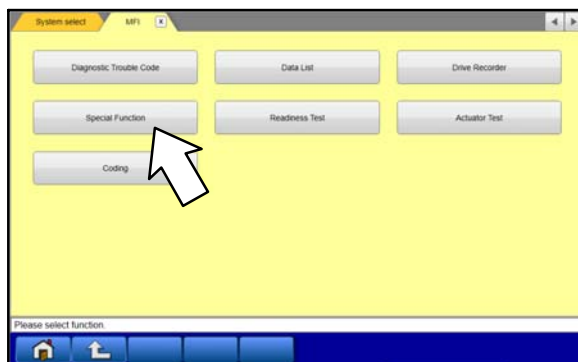 System select MFI x
Diagnostic Trouble Code Data List Drive Recorder
Special Function Readiness Test Actuator Test
Coding
Please select function.